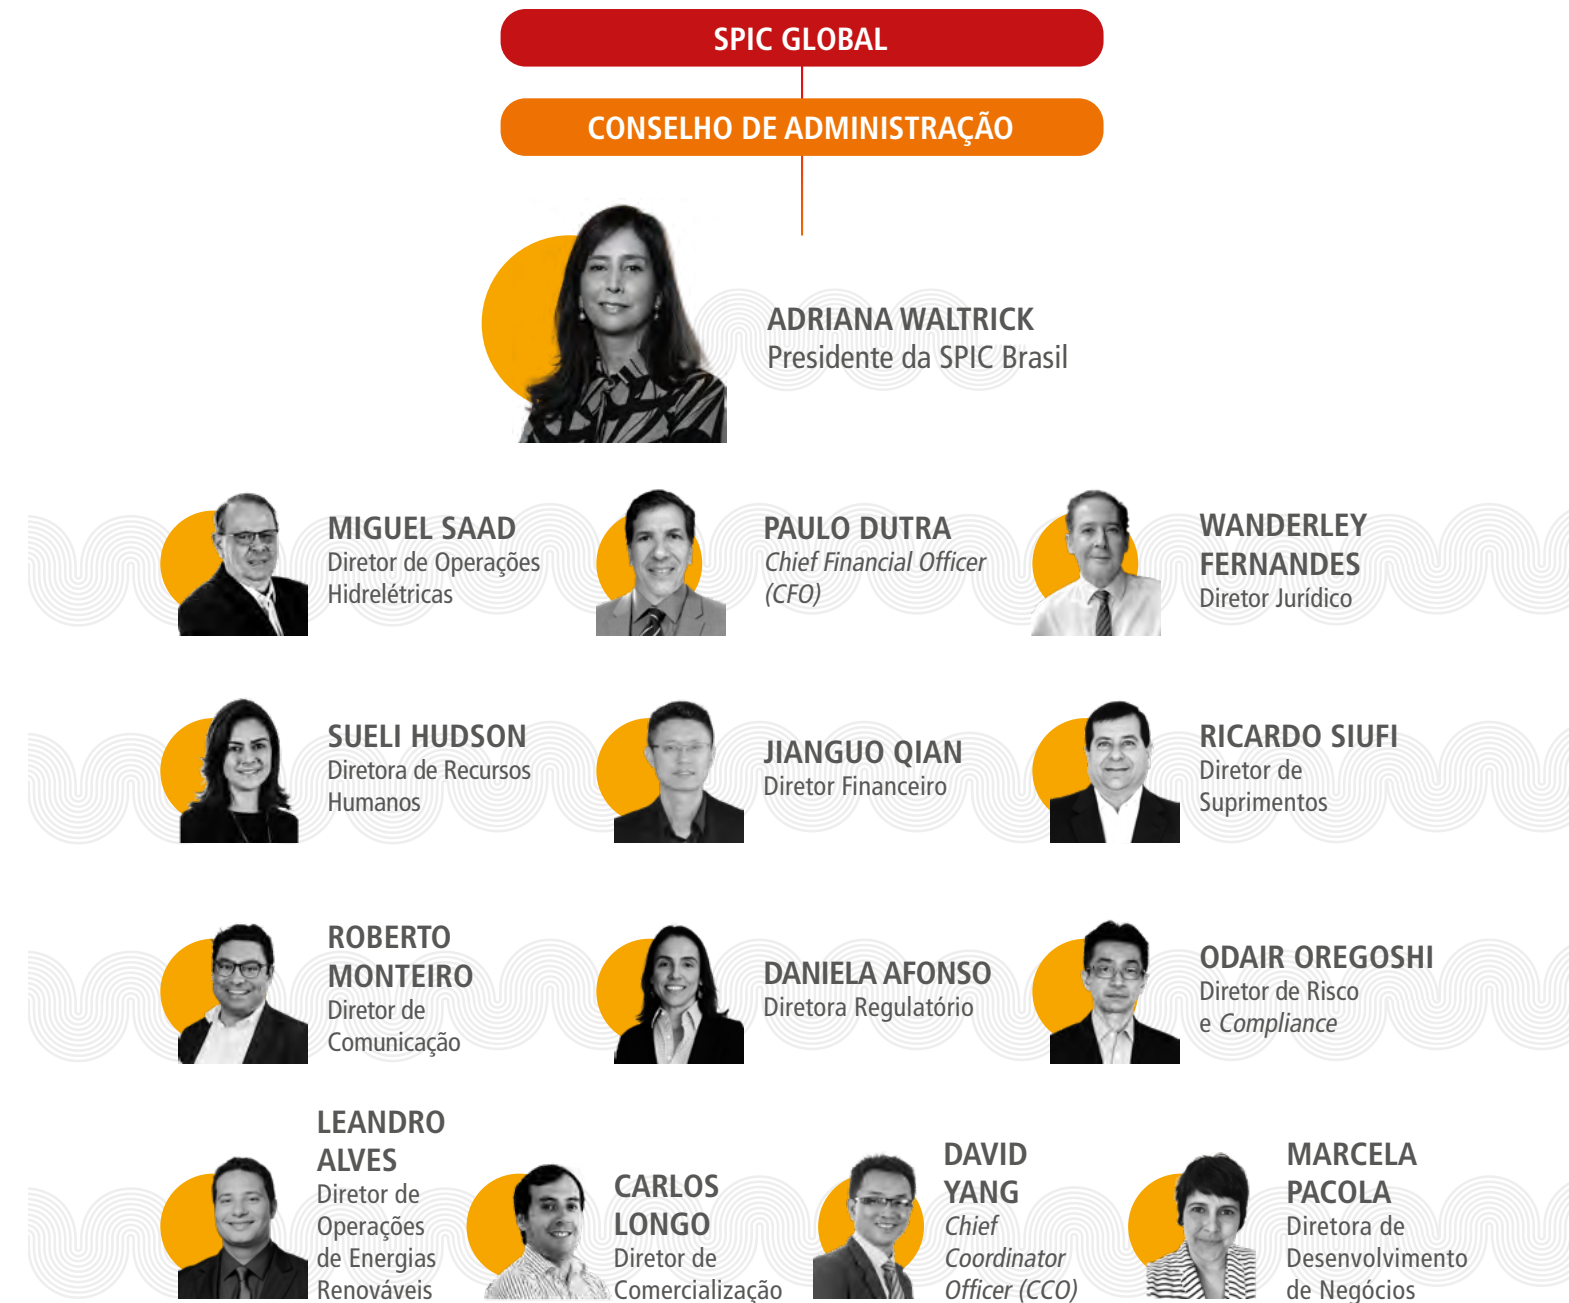 SPIC GLOBAL
CONSELHO DE ADMINISTRAÇÃO
ADRIANA WALTRICK
Presidente da SPIC Brasil
MIGUEL SAAD
Diretor de Operações
Hidrelétricas
PAULO DUTRA
Chief Financial Officer
(CFO)
WANDERLEY
FERNANDES
Diretor Jurídico
SUELI HUDSON
Diretora de Recursos
Humanos
JIANGUO QIAN
Diretor Financeiro
RICARDO SIUFI
Diretor de
Suprimentos
ROBERTO
MONTEIRO
Diretor de
Comunicação
DANIELA AFONSO
Diretora Regulatório
ODAIR OREGOSHI
Diretor de Risco
e Compliance
LEANDRO
ALVES
Diretor de
Operações
de Energias
Renováveis
CARLOS
LONGO
Diretor de
Comercialização
DAVID
YANG
Chief
Coordinator
Officer (CCO)
MARCELA
PACOLA
Diretora de
Desenvolvimento
de Negócios